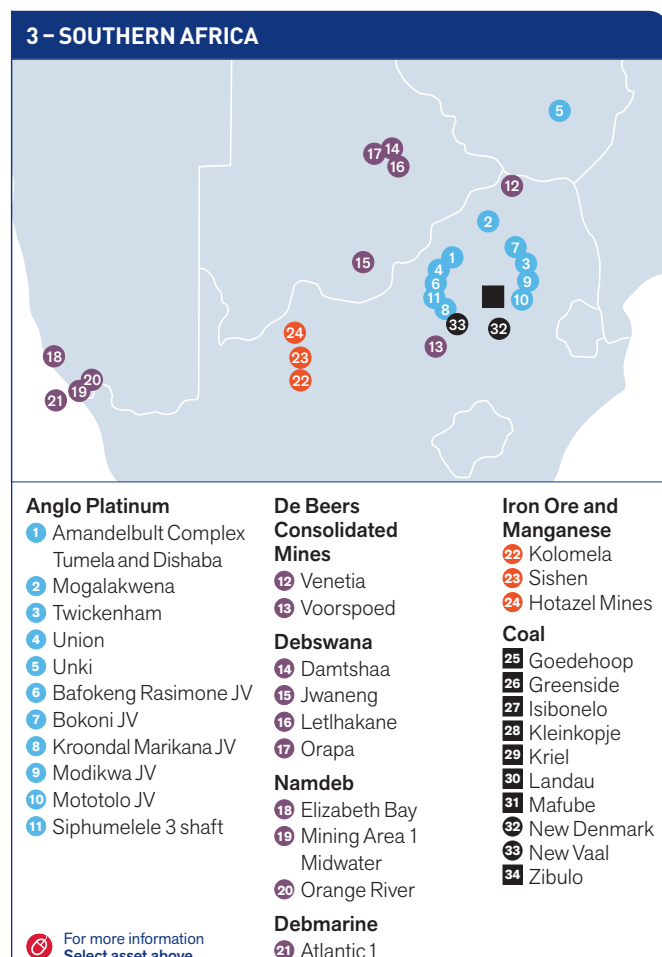 3 – SOUTHERN AFRICA
5
14
17
16
12
2
7
1
3
15
4
9
6
11
10
8
33
32
24
13
18
23
20
22
19
21
Anglo Platinum
1 Amandelbult Complex
Tumela and Dishaba
2 Mogalakwena
3 Twickenham
4 Union
5 Unki
6 Bafokeng Rasimone JV
7 Bokoni JV
8 Kroondal Marikana JV
9 Modikwa JV
10 Mototolo JV
11 Siphumelele 3 shaft
For more information
Select asset above
De Beers
Consolidated
Mines
12 Venetia
13 Voorspoed
Debswana
14 Damtshaa
15 Jwaneng
16 Letlhakane
17 Orapa
Namdeb
18 Elizabeth Bay
19 Mining Area 1
Midwater
20 Orange River
Debmarine
21 Atlantic 1
Iron Ore and
Manganese
22 Kolomela
23 Sishen
24 Hotazel Mines
Coal
25 Goedehoop
26 Greenside
27 Isibonelo
28 Kleinkopje
29 Kriel
30 Landau
31 Mafube
32 New Denmark
33 New Vaal
34 Zibulo